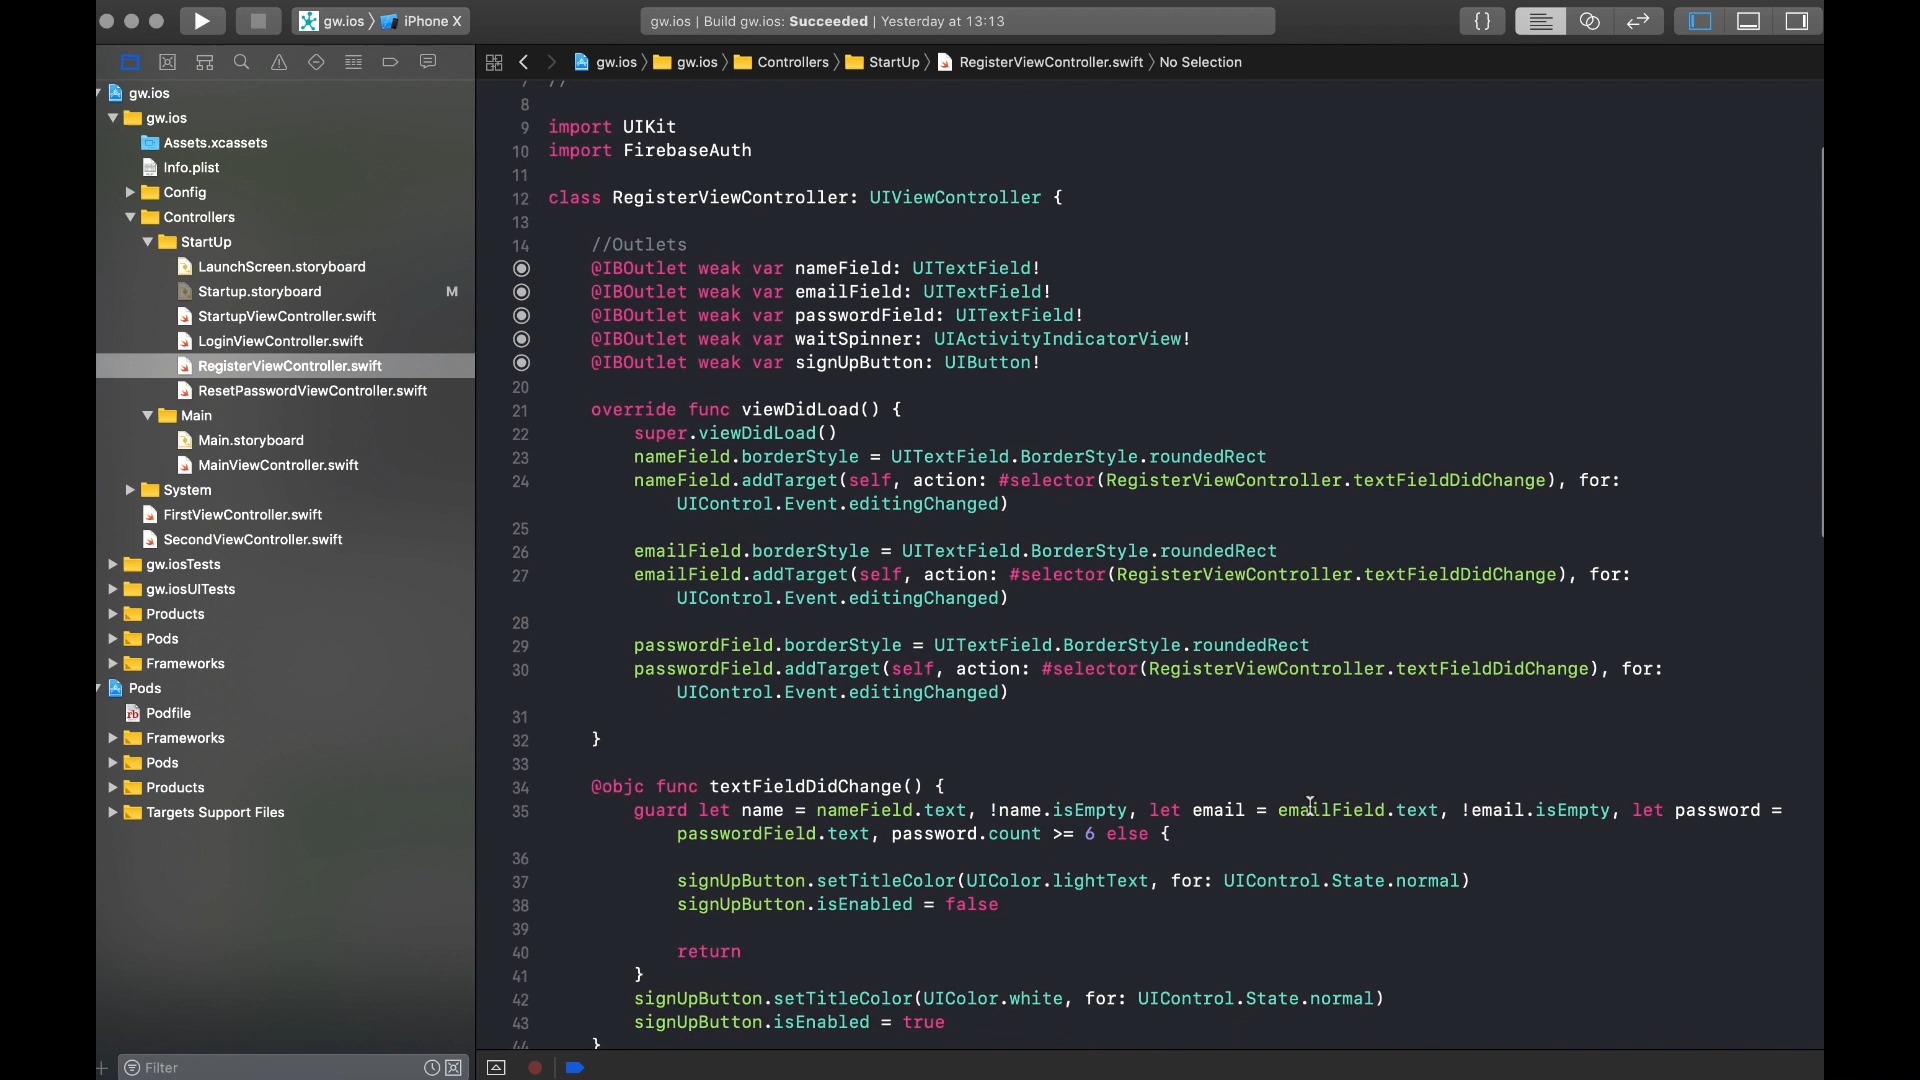 gw.ios
iPhone X
gw.ios | Build gw.ios: Succeeded | Yesterday at 13:13
{}
gw.ios
gw.ios
Controllers
StartUp
RegisterViewController.swift
No Selection
gw.ios
gw.ios
Assets.xcassets
Info.plist
Config
Controllers
StartUp
LaunchScreen.storyboard
Startup.storyboard M
StartupViewController.swift
LoginViewController.swift
RegisterViewController.swift
ResetPasswordViewController.swift
Main
Main.storyboard
MainViewController.swift
System
FirstViewController.swift
SecondViewController.swift
gw.iosTests
gw.iosUITests
Products
Pods
Frameworks
Pods
rb Podfile
Frameworks
Pods
Products
Targets Support Files
Filter
7 //
8
9 import UIKit
10 import FirebaseAuth
11
12 class RegisterViewController: UIViewController {
13
14 //Outlets
@IBOutlet weak var nameField: UITextField!
@IBOutlet weak var emailField: UITextField!
@IBOutlet weak var passwordField: UITextField!
@IBOutlet weak var waitSpinner: UIActivityIndicatorView!
@IBOutlet weak var signUpButton: UIButton!
20
21 override func viewDidLoad() {
22 super.viewDidLoad()
23 nameField.borderStyle = UITextField.BorderStyle.roundedRect
24 nameField.addTarget(self, action: #selector(RegisterViewController.textFieldDidChange), for:
UIControl.Event.editingChanged)
25
26 emailField.borderStyle = UITextField.BorderStyle.roundedRect
27 emailField.addTarget(self, action: #selector(RegisterViewController.textFieldDidChange), for:
UIControl.Event.editingChanged)
28
29 passwordField.borderStyle = UITextField.BorderStyle.roundedRect
30 passwordField.addTarget(self, action: #selector(RegisterViewController.textFieldDidChange), for:
UIControl.Event.editingChanged)
31
32 }
33
34 @objc func textFieldDidChange() {
35 guard let name = nameField.text, !name.isEmpty, let email = emailField.text, !email.isEmpty, let password =
passwordField.text, password.count >= 6 else {
36
37 signUpButton.setTitleColor(UIColor.lightText, for: UIControl.State.normal)
38 signUpButton.isEnabled = false
39
40 return
41 }
42 signUpButton.setTitleColor(UIColor.white, for: UIControl.State.normal)
43 signUpButton.isEnabled = true
44 }